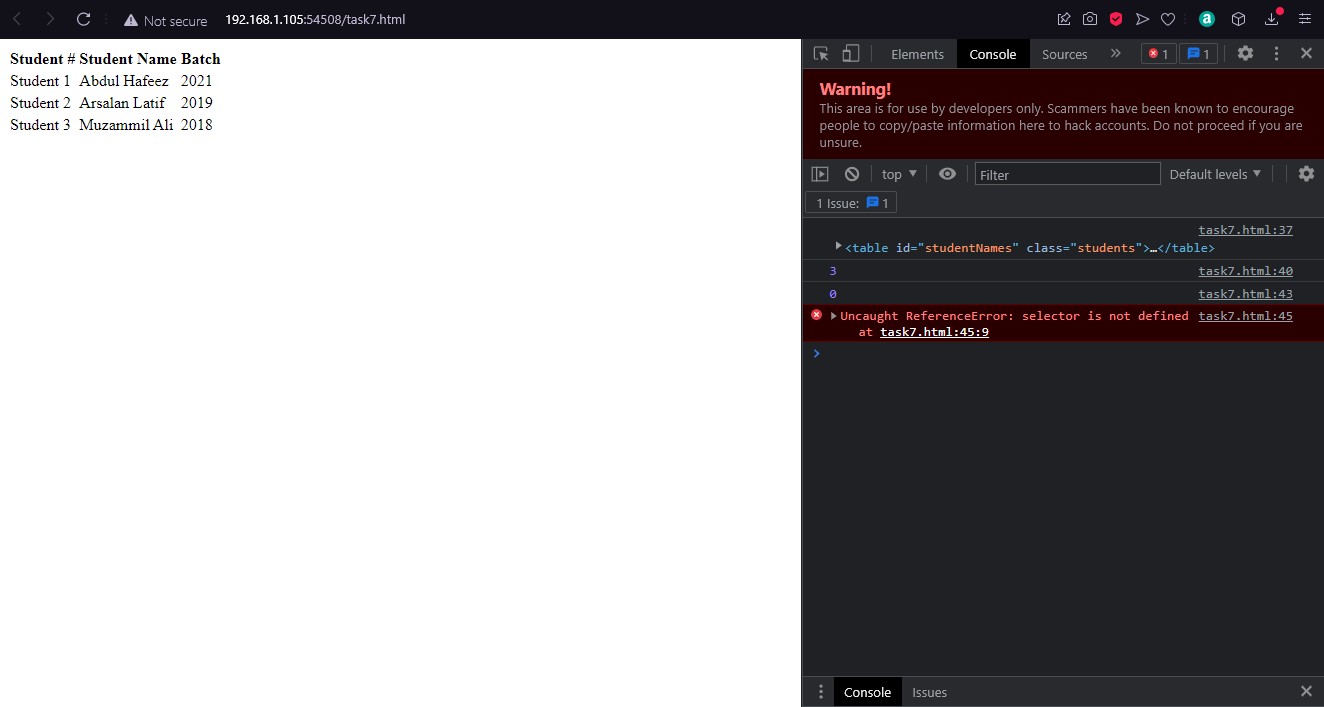 Not secure 192.168.1.105:54508/task7.html
Student # Student Name Batch
Student 1 Abdul Hafeez 2021
Student 2 Arsalan Latif 2019
Student 3 Muzammil Ali 2018
Elements Console Sources » 1 1
Warning!
This area is for use by developers only. Scammers have been known to encourage
people to copy/paste information here to hack accounts. Do not proceed if you are
unsure.
top Filter Default levels
1 Issue: 1
task7.html:37
<table id="studentNames" class="students">…</table>
3 task7.html:40
0 task7.html:43
Uncaught ReferenceError: selector is not defined task7.html:45
at task7.html:45:9
Console Issues